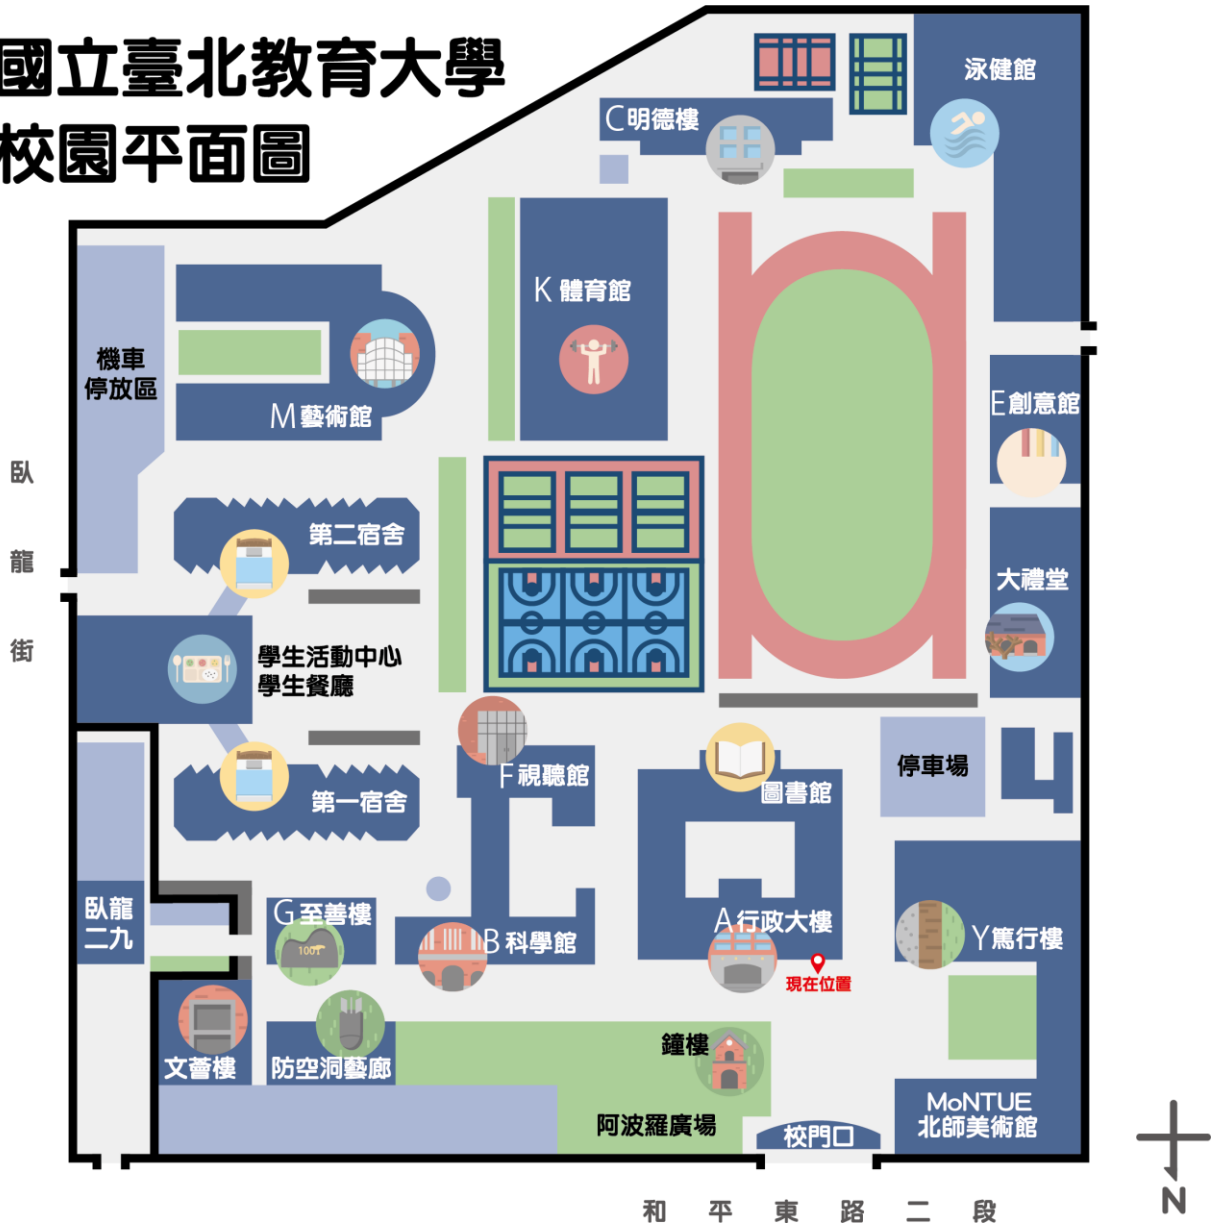 國立臺北教育大學
校園平面圖
泳健館
C明德樓
K 體育館
機車
停放區
M藝術館
E創意館
臥龍街
第二宿舍
大禮堂
學生活動中心
學生餐廳
F視聽館
圖書館
停車場
第一宿舍
臥龍
二九
G至善樓
1001
B科學館
A行政大樓
Y篤行樓
現在位置
文薈樓
防空洞藝廊
鐘樓
阿波羅廣場
校門口
MoNTUE
北師美術館
和平東路二段
N